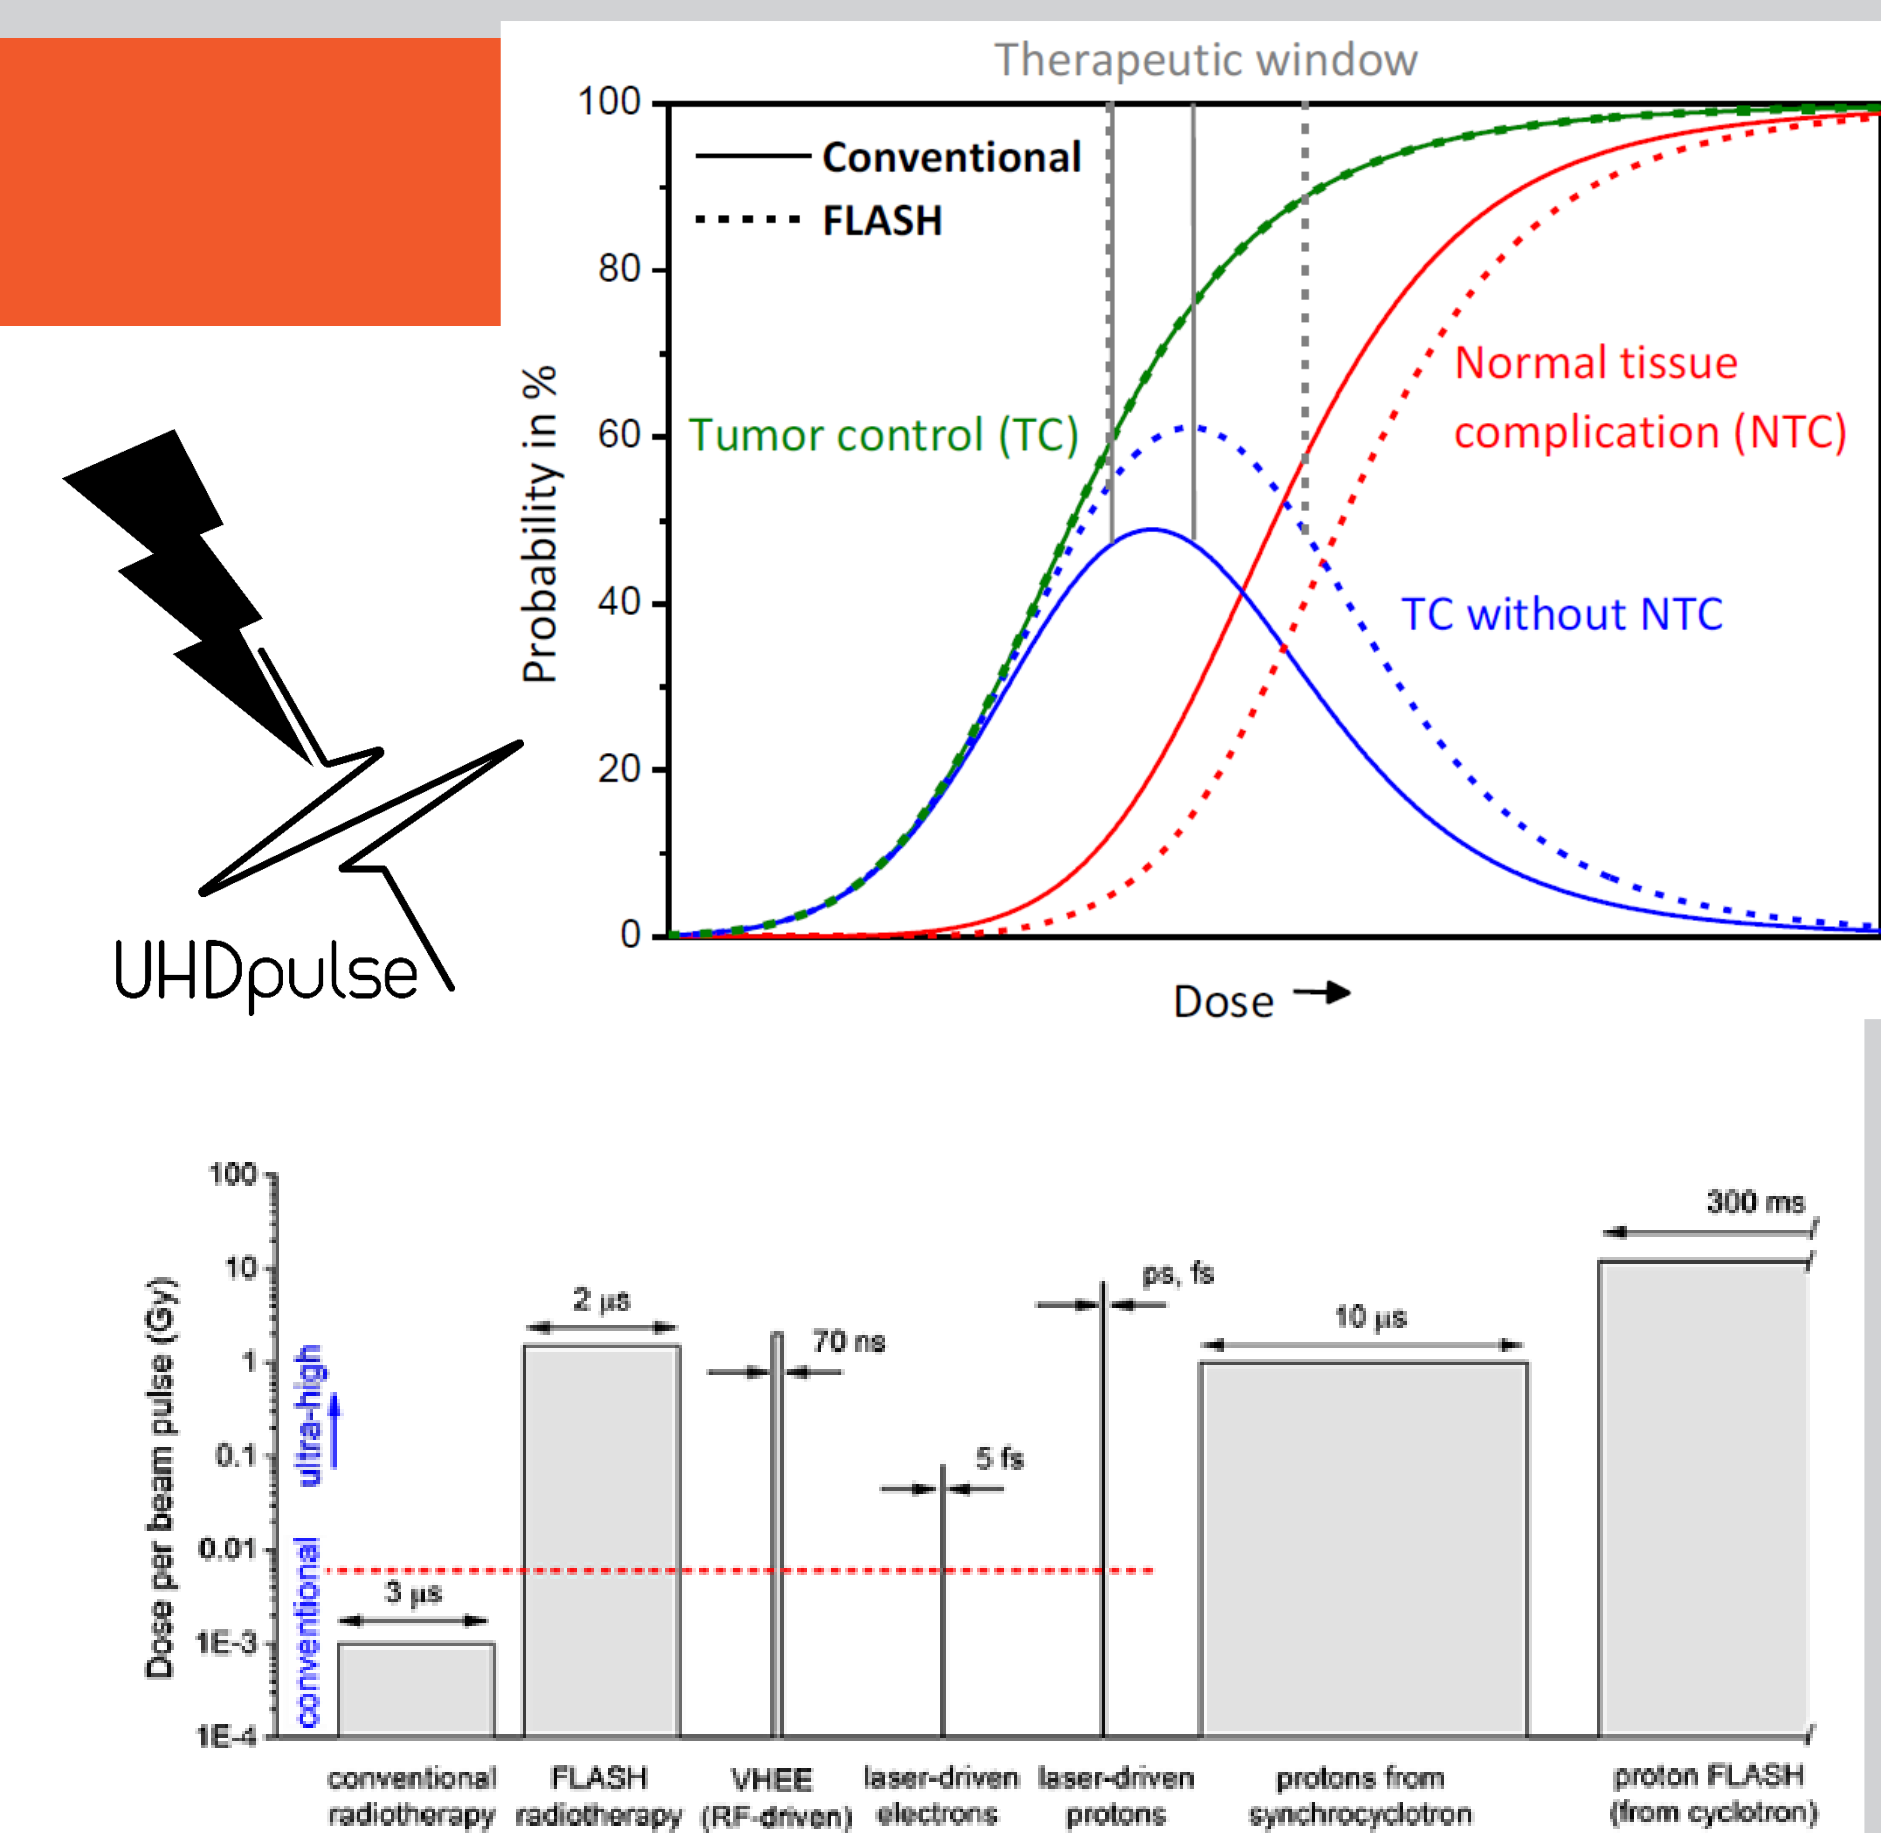 Therapeutic window
100
80
60
40
20
0
Probability in %
Conventional
FLASH
Tumor control (TC)
Normal tissue
complication (NTC)
TC without NTC
Dose
UHDpulse
Dose per beam pulse (Gy)
100
10
1
0.1
0.01
1E-3
1E-4
ultra-high
conventional
3 μs
2 μs
70 ns
5 fs
ps, fs
10 μs
300 ms
conventional
radiotherapy
FLASH
radiotherapy
VHEE
(RF-driven)
laser-driven
electrons
laser-driven
protons
protons from
synchrocyclotron
proton FLASH
(from cyclotron)